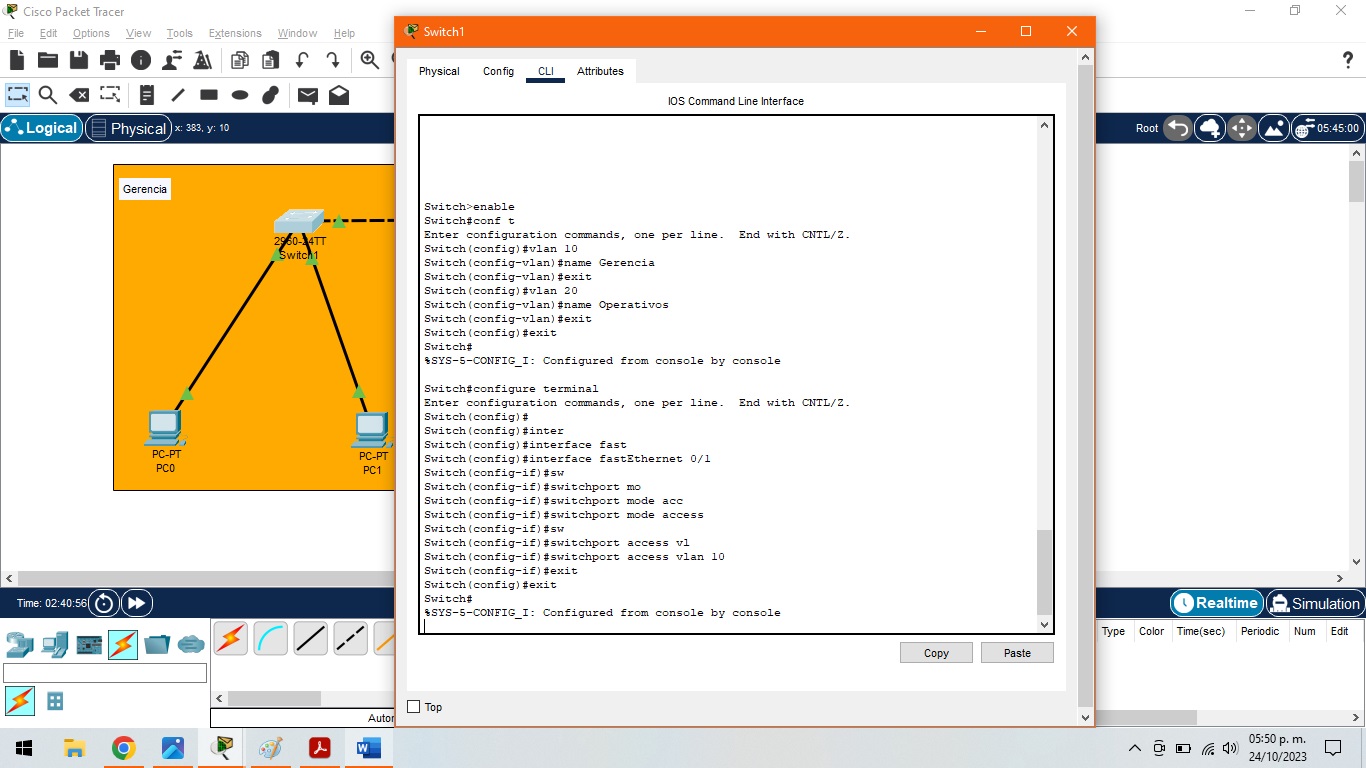 Cisco Packet Tracer
File Edit Options View Tools Extensions Window Help
Logical
Physical
x: 383, y: 10
Root
05:45:00
Gerencia
2960-24TT
Switch1
PC-PT
PC0
PC-PT
PC1
Switch1
Physical Config CLI Attributes
IOS Command Line Interface
Switch>enable
Switch#conf t
Enter configuration commands, one per line.  End with CNTL/Z.
Switch(config)#vlan 10
Switch(config-vlan)#name Gerencia
Switch(config-vlan)#exit
Switch(config)#vlan 20
Switch(config-vlan)#name Operativos
Switch(config-vlan)#exit
Switch(config)#exit
Switch#
%SYS-5-CONFIG_I: Configured from console by console
Switch#configure terminal
Enter configuration commands, one per line.  End with CNTL/Z.
Switch(config)#
Switch(config)#inter
Switch(config)#interface fast
Switch(config)#interface fastEthernet 0/1
Switch(config-if)#sw
Switch(config-if)#switchport mo
Switch(config-if)#switchport mode acc
Switch(config-if)#switchport mode access
Switch(config-if)#sw
Switch(config-if)#switchport access vl
Switch(config-if)#switchport access vlan 10
Switch(config-if)#exit
Switch(config)#exit
Switch#
%SYS-5-CONFIG_I: Configured from console by console
Copy
Paste
Top
Time: 02:40:56
Realtime
Simulation
Type Color Time(sec) Periodic Num Edit
05:50 p. m.
24/10/2023